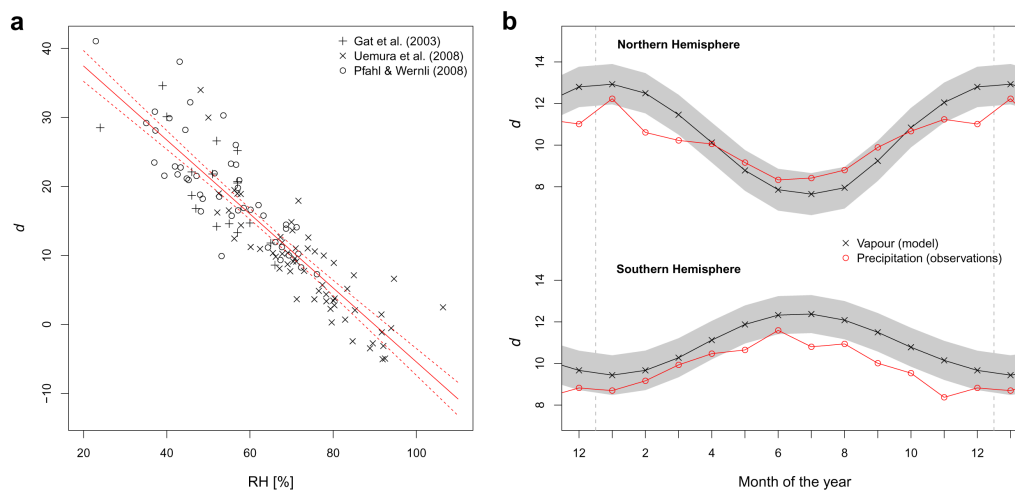 a
+ Gat et al. (2003)
× Uemura et al. (2008)
○ Pfahl & Wernli (2008)
40
30
20
10
0
−10
d
20
40
60
80
100
RH [%]
b
Northern Hemisphere
14
12
10
8
d
Vapour (model)
Precipitation (observations)
Southern Hemisphere
14
12
10
8
d
12
2
4
6
8
10
12
Month of the year